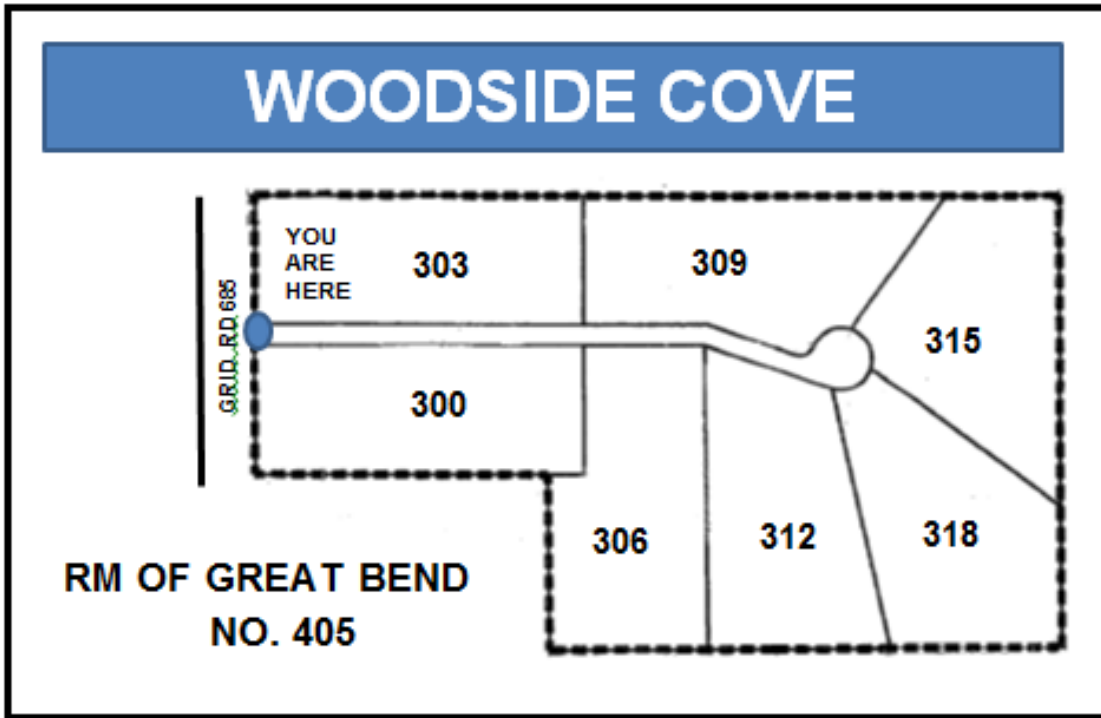 WOODSIDE COVE
YOU
ARE
HERE
303
309
GRID RD 685
315
300
306
312
318
RM OF GREAT BEND
NO. 405